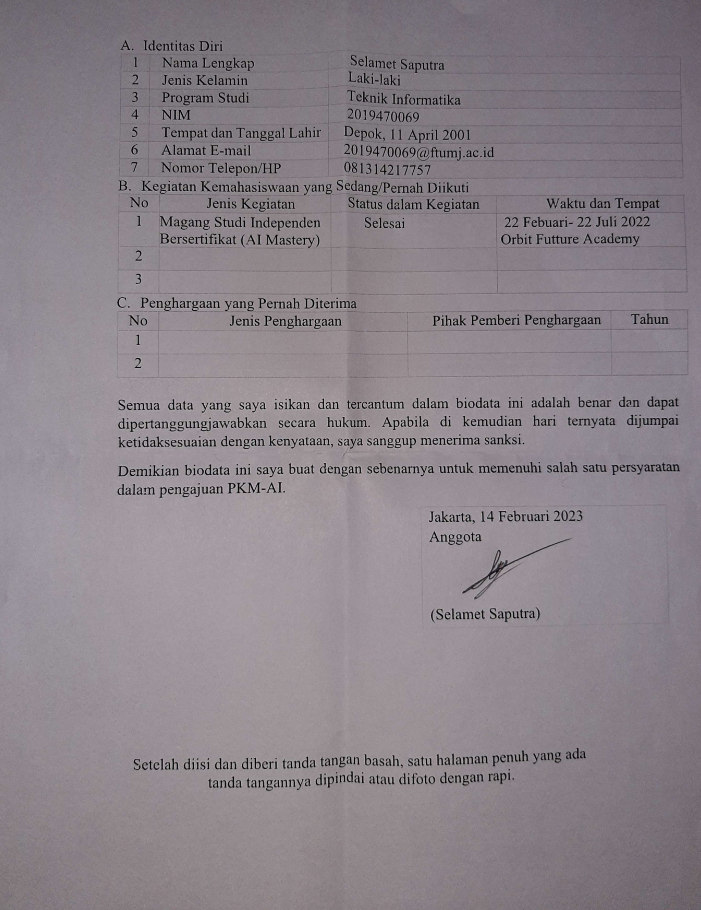 A. Identitas Diri
1 Nama Lengkap Selamet Saputra
2 Jenis Kelamin Laki-laki
3 Program Studi Teknik Informatika
4 NIM 2019470069
5 Tempat dan Tanggal Lahir Depok, 11 April 2001
6 Alamat E-mail 2019470069@ftumj.ac.id
7 Nomor Telepon/HP 081314217757
B. Kegiatan Kemahasiswaan yang Sedang/Pernah Diikuti
No Jenis Kegiatan Status dalam Kegiatan Waktu dan Tempat
1 Magang Studi Independen Selesai 22 Febuari- 22 Juli 2022
Bersertifikat (AI Mastery) Orbit Futture Academy
2
3
C. Penghargaan yang Pernah Diterima
No Jenis Penghargaan Pihak Pemberi Penghargaan Tahun
1
2
Semua data yang saya isikan dan tercantum dalam biodata ini adalah benar dan dapat
dipertanggungjawabkan secara hukum. Apabila di kemudian hari ternyata dijumpai
ketidaksesuaian dengan kenyataan, saya sanggup menerima sanksi.
Demikian biodata ini saya buat dengan sebenarnya untuk memenuhi salah satu persyaratan
dalam pengajuan PKM-AI.
Jakarta, 14 Februari 2023
Anggota
(Selamet Saputra)
Setelah diisi dan diberi tanda tangan basah, satu halaman penuh yang ada
tanda tangannya dipindai atau difoto dengan rapi.